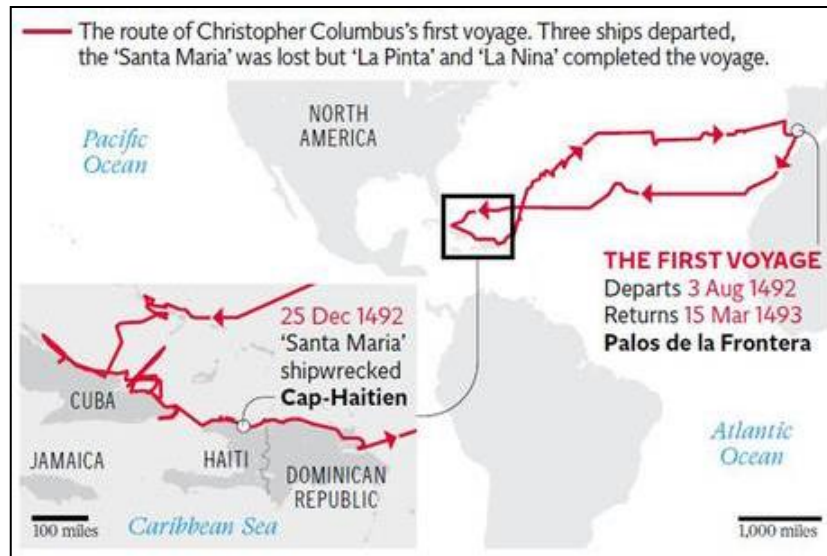 The route of Christopher Columbus's first voyage. Three ships departed,
the 'Santa Maria' was lost but 'La Pinta' and 'La Nina' completed the voyage.
Pacific
Ocean
NORTH
AMERICA
THE FIRST VOYAGE
Departs 3 Aug 1492
Returns 15 Mar 1493
Palos de la Frontera
25 Dec 1492
'Santa Maria'
shipwrecked
Cap-Haitien
CUBA
JAMAICA
HAITI
DOMINICAN
REPUBLIC
Atlantic
Ocean
100 miles
Caribbean Sea
1,000 miles